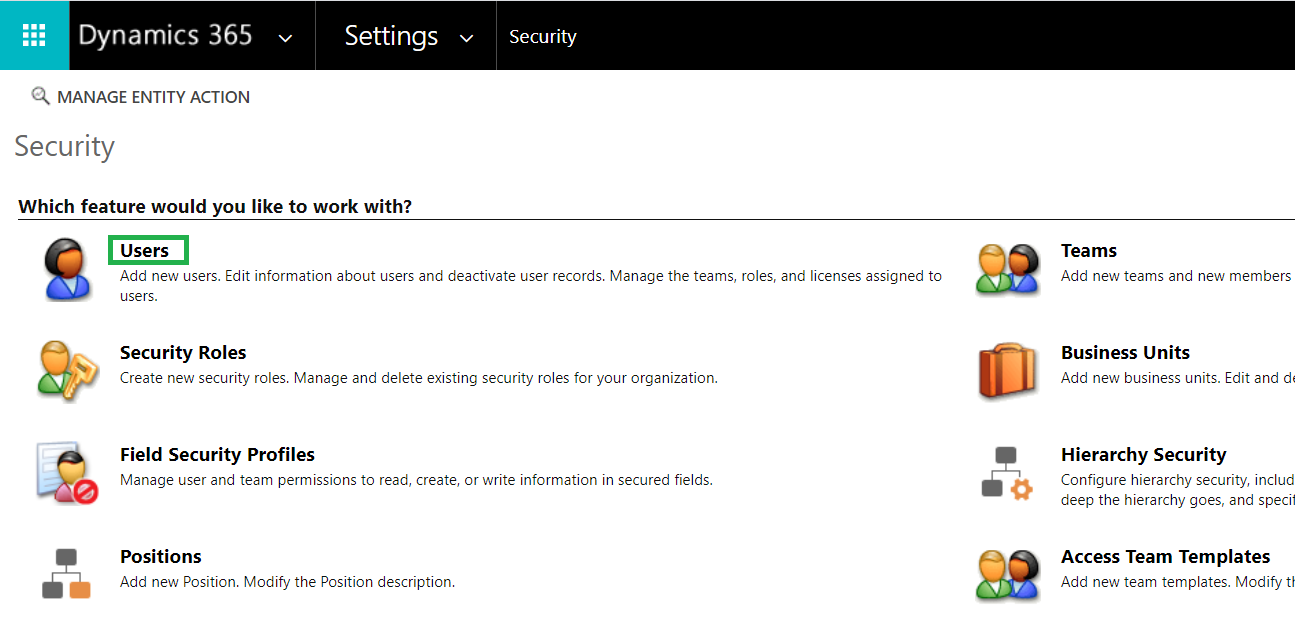 Dynamics 365 Settings Security
MANAGE ENTITY ACTION
Security
Which feature would you like to work with?
Users
Add new users. Edit information about users and deactivate user records. Manage the teams, roles, and licenses assigned to
users.
Teams
Add new teams and new members
Security Roles
Create new security roles. Manage and delete existing security roles for your organization.
Business Units
Add new business units. Edit and de
Field Security Profiles
Manage user and team permissions to read, create, or write information in secured fields.
Hierarchy Security
Configure hierarchy security, includ
deep the hierarchy goes, and specif
Positions
Add new Position. Modify the Position description.
Access Team Templates
Add new team templates. Modify th